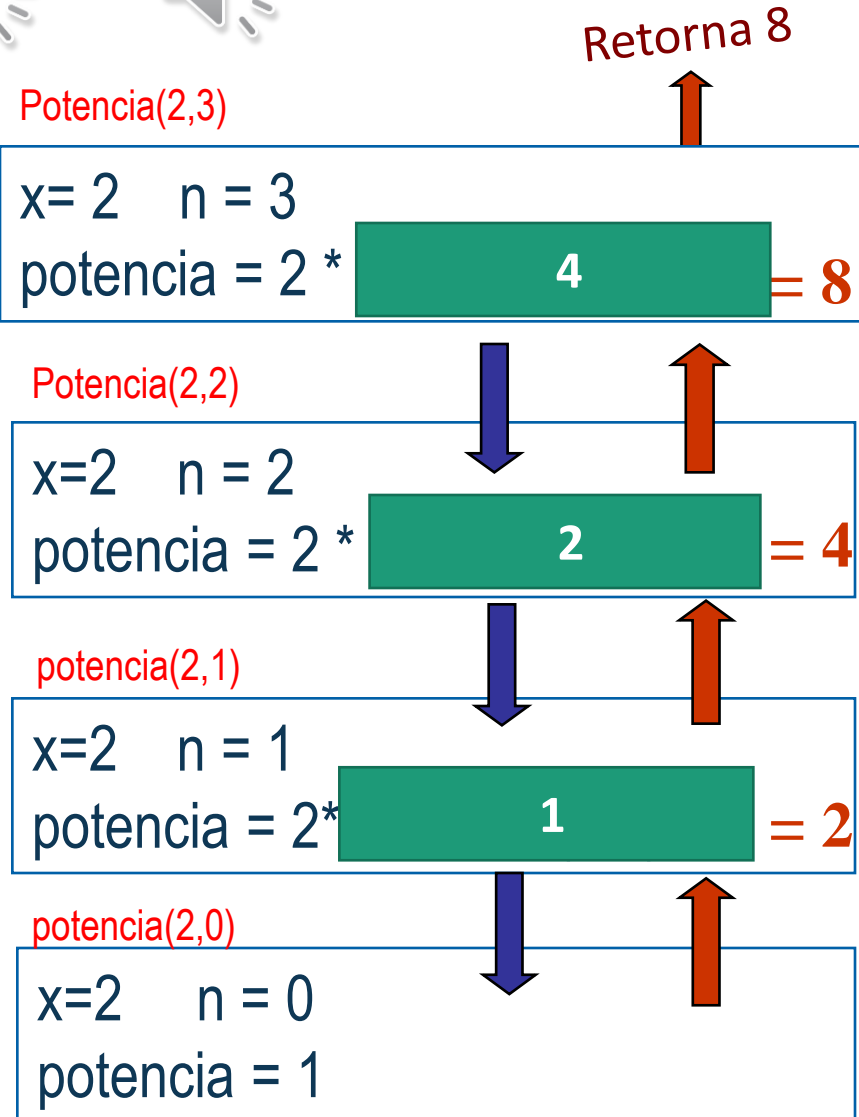 Retorna 8
Potencia(2,3)
x= 2 n = 3
potencia = 2 * 4 = 8
Potencia(2,2)
x=2 n = 2
potencia = 2 * 2 = 4
potencia(2,1)
x=2 n = 1
potencia = 2* 1 = 2
potencia(2,0)
x=2 n = 0
potencia = 1